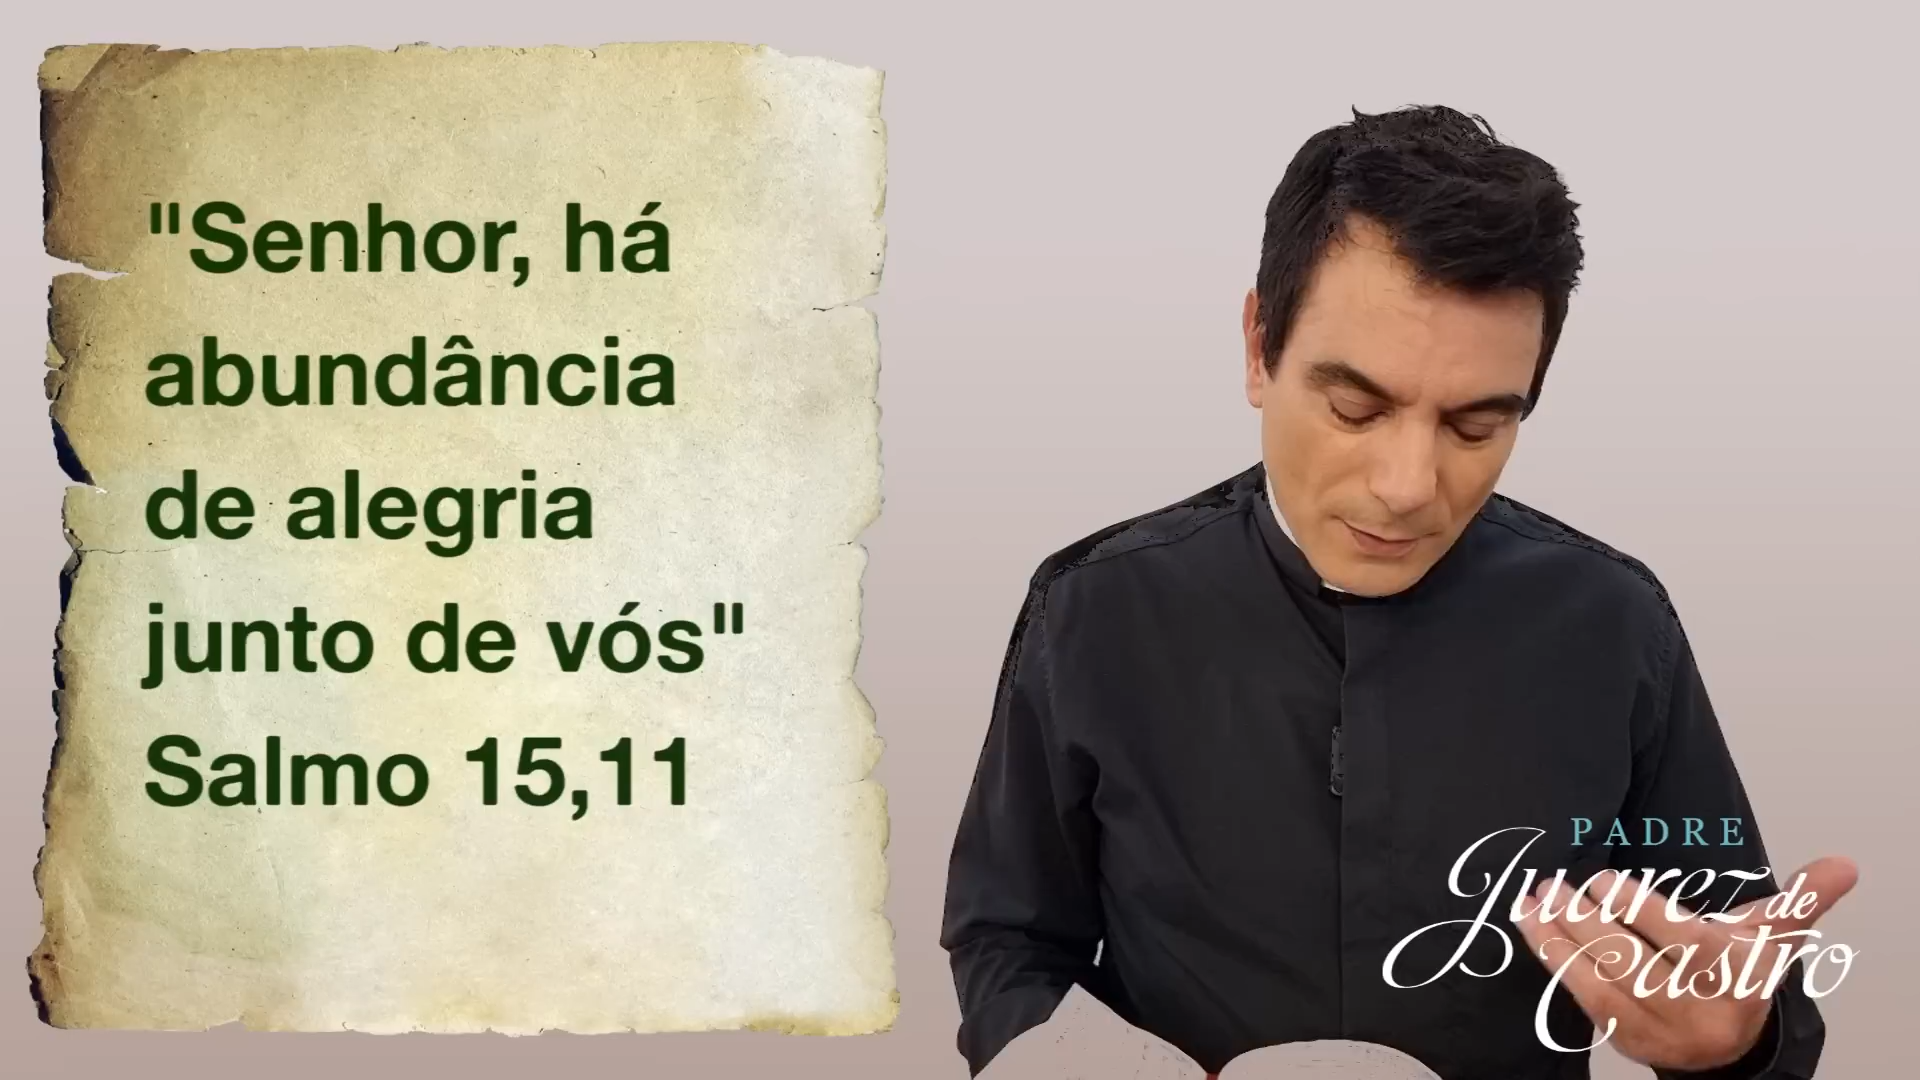 "Senhor, há
abundância
de alegria
junto de vós"
Salmo 15,11
PADRE
Juarez de
Castro